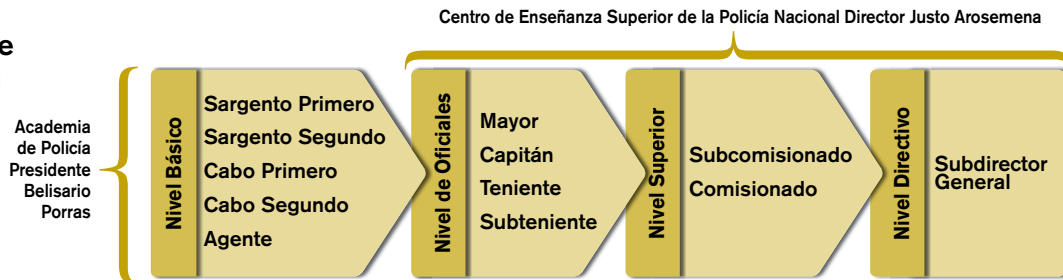 Centro de Enseñanza Superior de la Policía Nacional Director Justo Arosemena
e
Academia
de Policía
Presidente
Belisario
Porras
Nivel Básico
Sargento Primero
Sargento Segundo
Cabo Primero
Cabo Segundo
Agente
Nivel de Oficiales
Mayor
Capitán
Teniente
Subteniente
Nivel Superior
Subcomisionado
Comisionado
Nivel Directivo
Subdirector
General